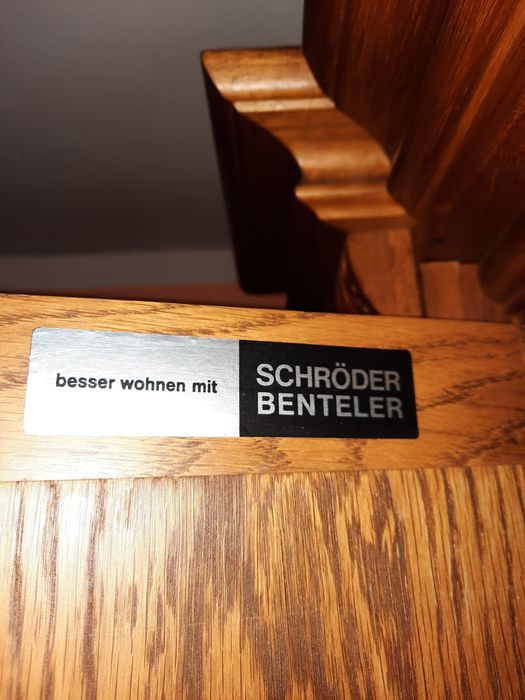 besser wohnen mit
SCHRÖDER
BENTELER